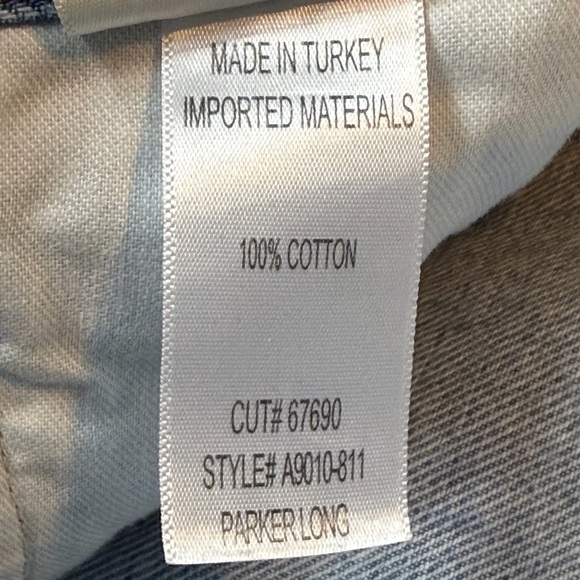 MADE IN TURKEY
IMPORTED MATERIALS
100% COTTON
CUT# 67690
STYLE# A9010-811
PARKER LONG